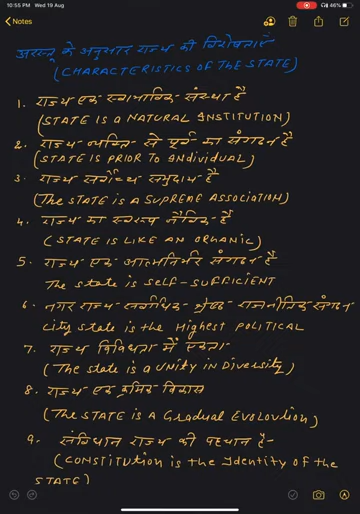 10:55 PM Wed 19 Aug
46%
Notes
अरस्तू के अनुसार राज्य की विशेषताएँ
(CHARACTERISTICS OF THE STATE)
1. राज्य एक स्वाभाविक संस्था है
(STATE IS A NATURAL INSTITUTION)
2. राज्य व्यक्ति से पूर्व का संगठन है
(STATE IS PRIOR TO INDIVIDUAL)
3. राज्य सर्वोच्च समुदाय है
(The STATE IS A SUPREME ASSOCIATION)
4. राज्य का स्वरूप जैविक है
(STATE IS LIKE AN ORHANIC)
5. राज्य एक आत्मनिर्भर संगठन है
The state is self-SUFFICIENT
6. नगर राज्य सर्वाधिक श्रेष्ठ राजनीतिक संगठन
City state is the Highest POLITICAL
7. राज्य विविधता में एकता
(The state is a Unity in Diversity)
8. राज्य एक क्रमिक विकास
(The STATE IS a Gradual Evoloution)
9. संविधान राज्य की पहचान है-
(CONSTITUTION is the Identity of the
STATE)